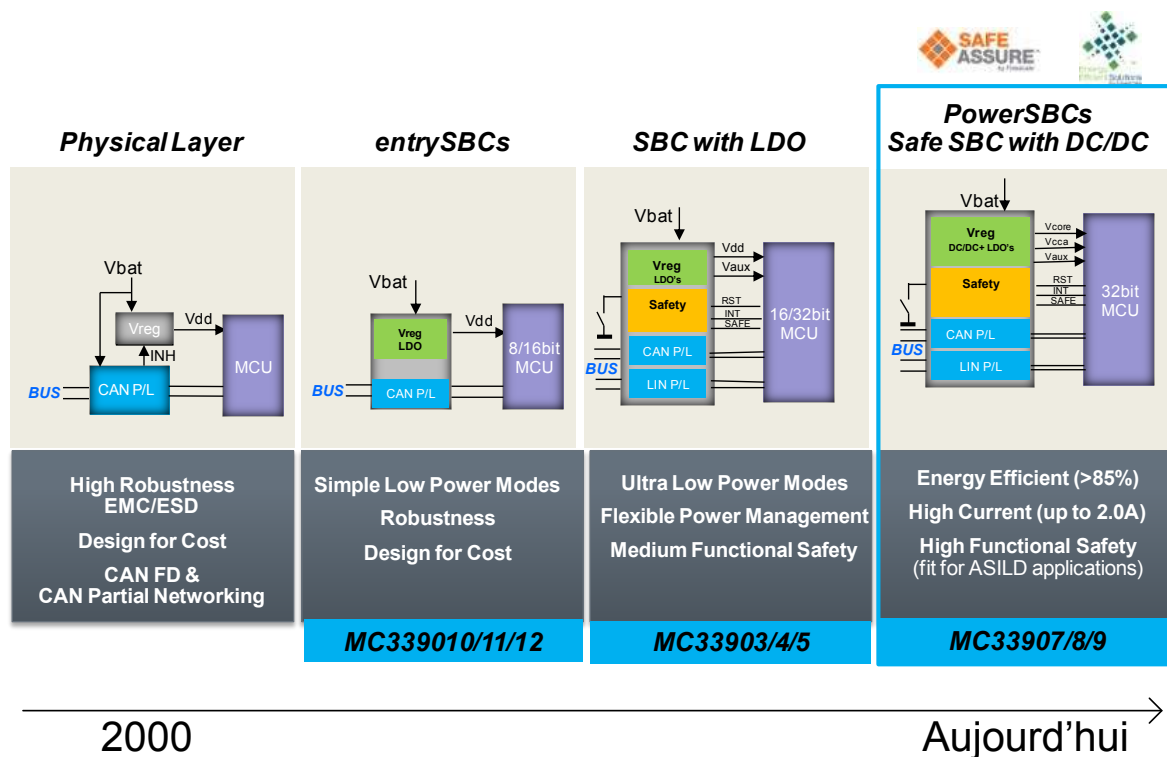 SAFE
ASSURE
by Freescale
Energy
Efficient Solutions
Physical Layer
Vbat
Vreg
Vdd
INH
MCU
BUS
CAN P/L
High Robustness
EMC/ESD
Design for Cost
CAN FD &
CAN Partial Networking
entrySBCs
Vbat
Vreg
LDO
Vdd
8/16bit
MCU
BUS
CAN P/L
Simple Low Power Modes
Robustness
Design for Cost
MC339010/11/12
SBC with LDO
Vbat
Vreg
LDO's
Vdd
Vaux
Safety
RST
INT
SAFE
16/32bit
MCU
CAN P/L
BUS
LIN P/L
Ultra Low Power Modes
Flexible Power Management
Medium Functional Safety
MC33903/4/5
PowerSBCs
Safe SBC with DC/DC
Vbat
Vreg
DC/DC+ LDO's
Vcore
Vcca
Vaux
Safety
RST
INT
SAFE
32bit
MCU
CAN P/L
BUS
LIN P/L
Energy Efficient (>85%)
High Current (up to 2.0A)
High Functional Safety
(fit for ASILD applications)
MC33907/8/9
2000
Aujourd'hui